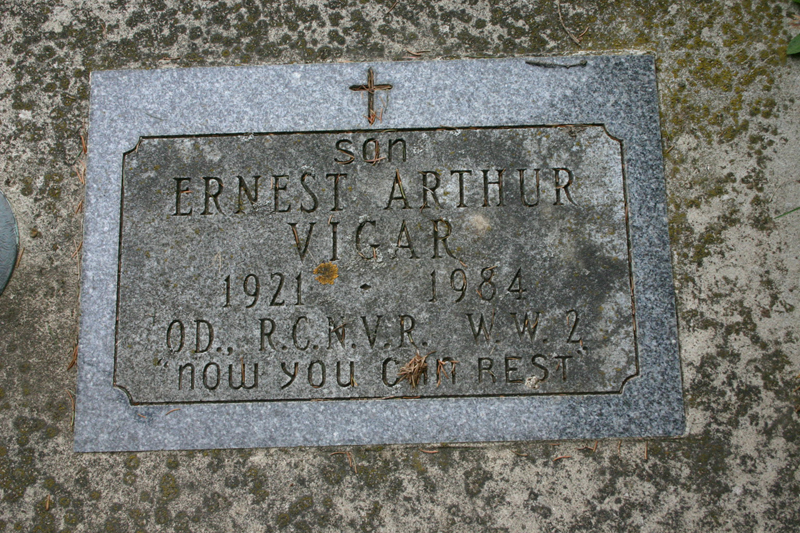 son
ERNEST ARTHUR
VIGAR
1921 - 1984
OD., R.C.N.V.R. W.W. 2
"NOW YOU CAN REST"